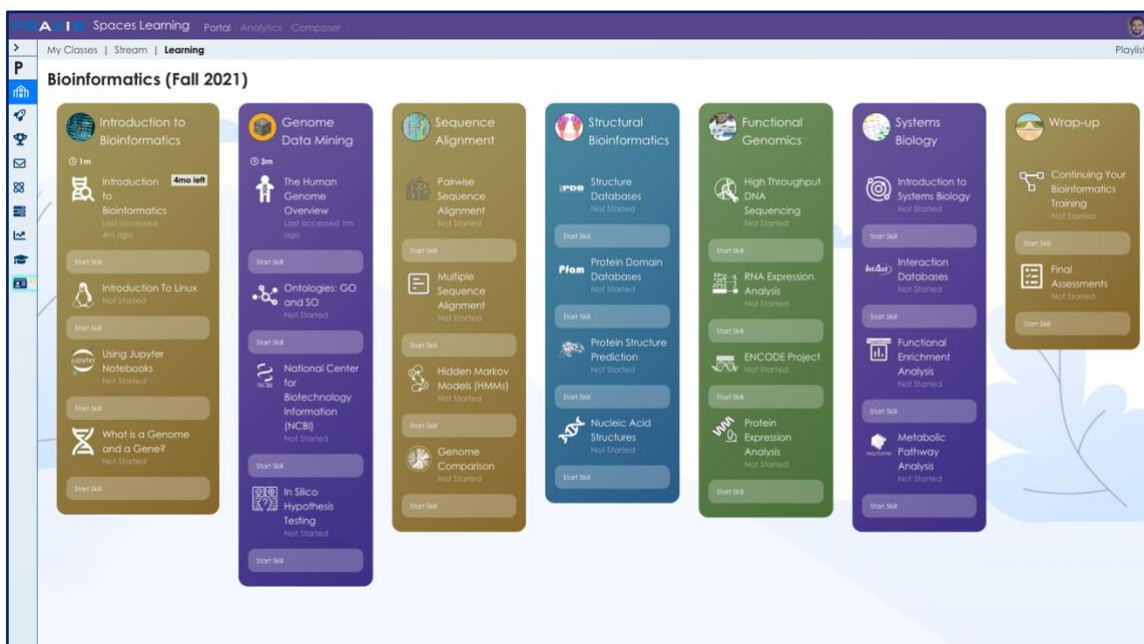 PRAXIS Spaces Learning Portal Analytics Composer
My Classes | Stream | Learning
Playlist
P
Bioinformatics (Fall 2021)
Introduction to
Bioinformatics
1m
Introduction
to
Bioinformatics
4mo left
Last accessed
4m ago
Start Skill
Introduction To Linux
Not Started
Start Skill
jupyter
Using Jupyter
Notebooks
Not Started
Start Skill
What is a Genome
and a Gene?
Not Started
Start Skill
Genome
Data Mining
3m
The Human
Genome
Overview
Last accessed 1m
ago
Start Skill
Ontologies: GO
and SO
Not Started
Start Skill
NCBI
National Center
for
Biotechnology
Information
(NCBI)
Not Started
Start Skill
In Silico
Hypothesis
Testing
Not Started
Start Skill
Sequence
Alignment
Pairwise
Sequence
Alignment
Not Started
Start Skill
Multiple
Sequence
Alignment
Not Started
Start Skill
Hidden Markov
Models (HMMs)
Not Started
Start Skill
Genome
Comparison
Not Started
Start Skill
Structural
Bioinformatics
PDB
Structure
Databases
Not Started
Start Skill
Pfam
Protein Domain
Databases
Not Started
Start Skill
Protein Structure
Prediction
Not Started
Start Skill
Nucleic Acid
Structures
Not Started
Start Skill
Functional
Genomics
High Throughput
DNA
Sequencing
Not Started
Start Skill
RNA Expression
Analysis
Not Started
Start Skill
ENCODE Project
Not Started
Start Skill
Protein
Expression
Analysis
Not Started
Start Skill
Systems
Biology
Introduction to
Systems Biology
Not Started
Start Skill
IntAct
Interaction
Databases
Not Started
Start Skill
Functional
Enrichment
Analysis
Not Started
Start Skill
reactome
Metabolic
Pathway
Analysis
Not Started
Start Skill
Wrap-up
Continuing Your
Bioinformatics
Training
Not Started
Start Skill
Final
Assessments
Not Started
Start Skill